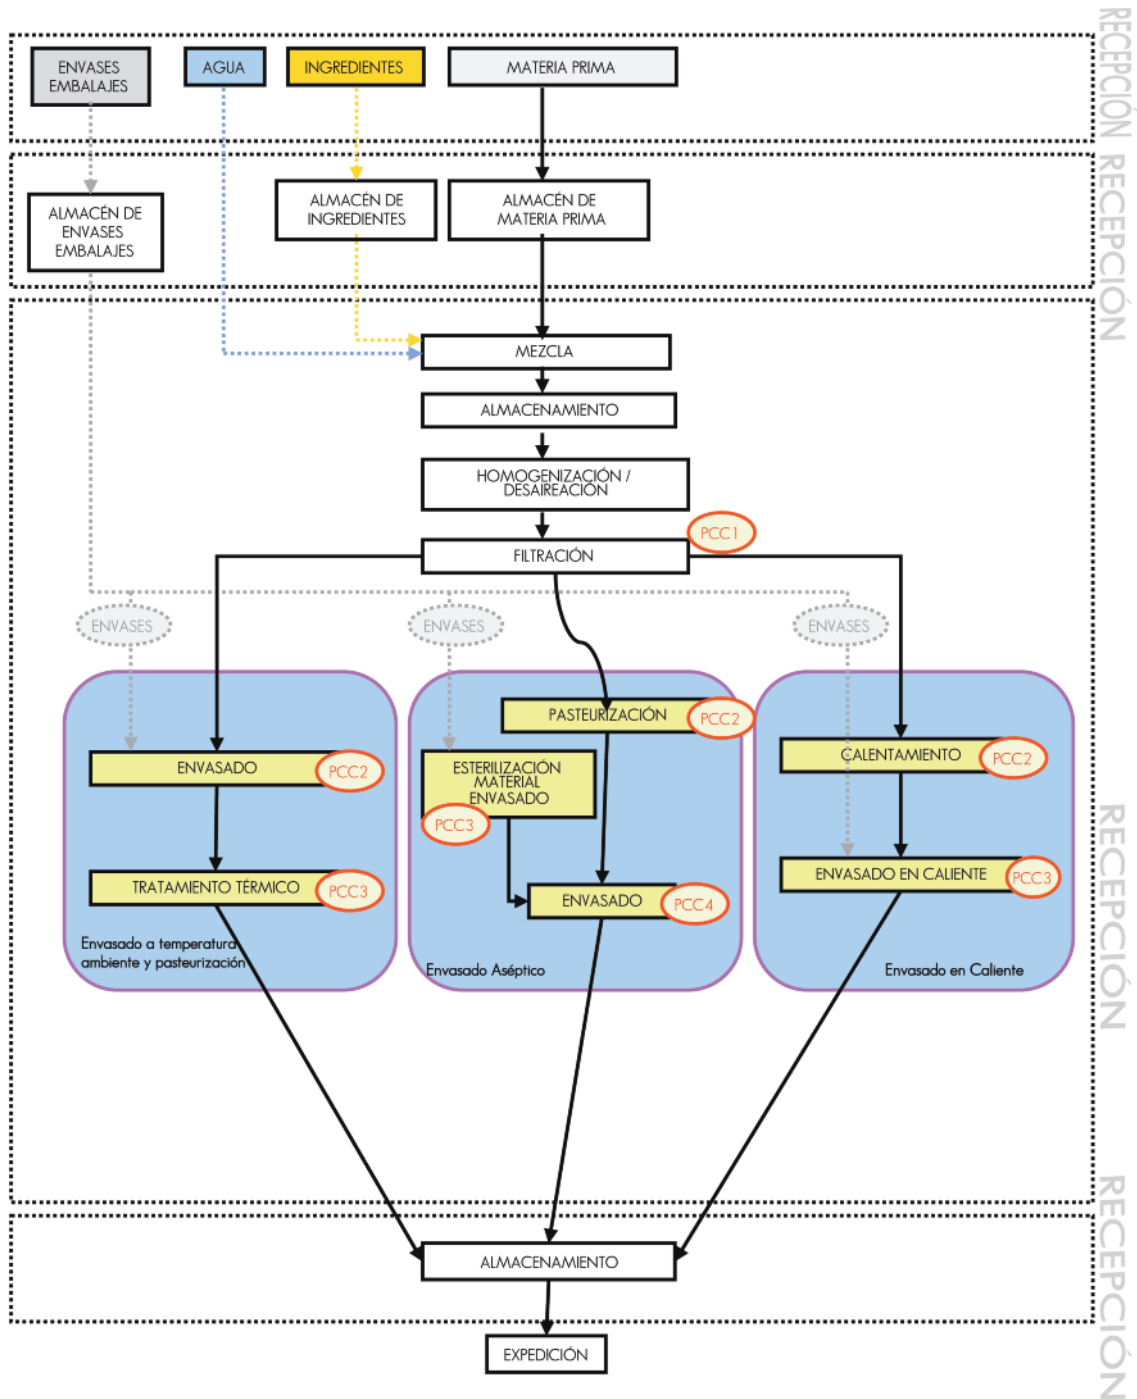 RECEPCIÓN
ENVASES
EMBALAJES
AGUA
INGREDIENTES
MATERIA PRIMA
RECEPCIÓN
ALMACÉN DE
ENVASES
EMBALAJES
ALMACÉN DE
INGREDIENTES
ALMACÉN DE
MATERIA PRIMA
MEZCLA
ALMACENAMIENTO
HOMOGENIZACIÓN /
DESAIREACIÓN
PCC1
FILTRACIÓN
ENVASES
ENVASES
ENVASES
RECEPCIÓN
ENVASADO
PCC2
TRATAMIENTO TÉRMICO
PCC3
Envasado a temperatura
ambiente y pasteurización
PASTEURIZACIÓN
PCC2
ESTERILIZACIÓN
MATERIAL
ENVASADO
PCC3
ENVASADO
PCC4
Envasado Aséptico
CALENTAMIENTO
PCC2
ENVASADO EN CALIENTE
PCC3
Envasado en Caliente
RECEPCIÓN
ALMACENAMIENTO
EXPEDICIÓN